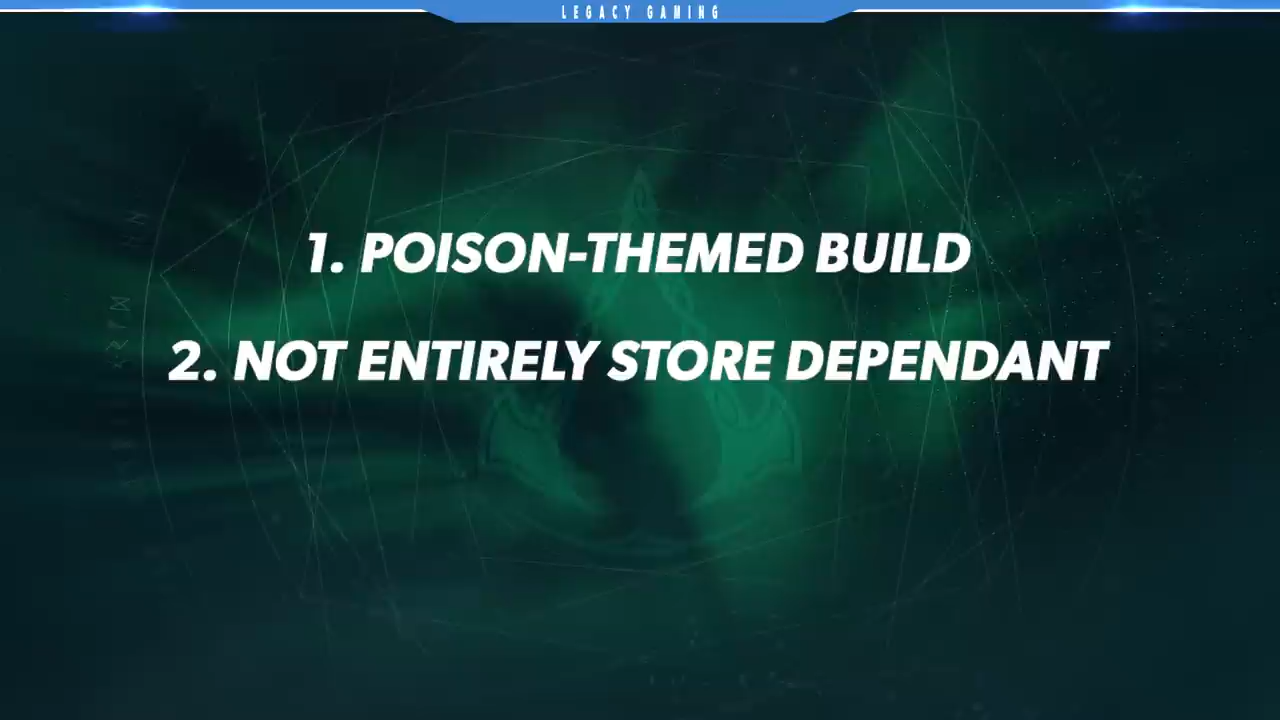 LEGACY GAMING
1. POISON-THEMED BUILD
2. NOT ENTIRELY STORE DEPENDANT